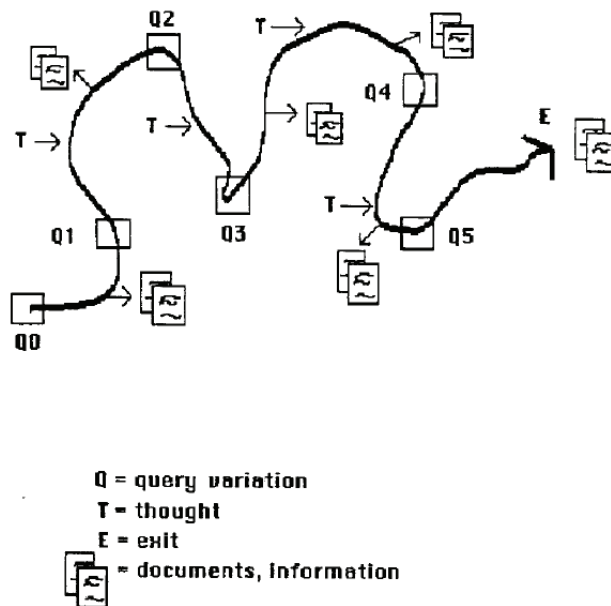 Q2
T
T
Q4
E
T
T
Q1
Q3
Q5
Q0
Q = query variation
T = thought
E = exit
= documents, information